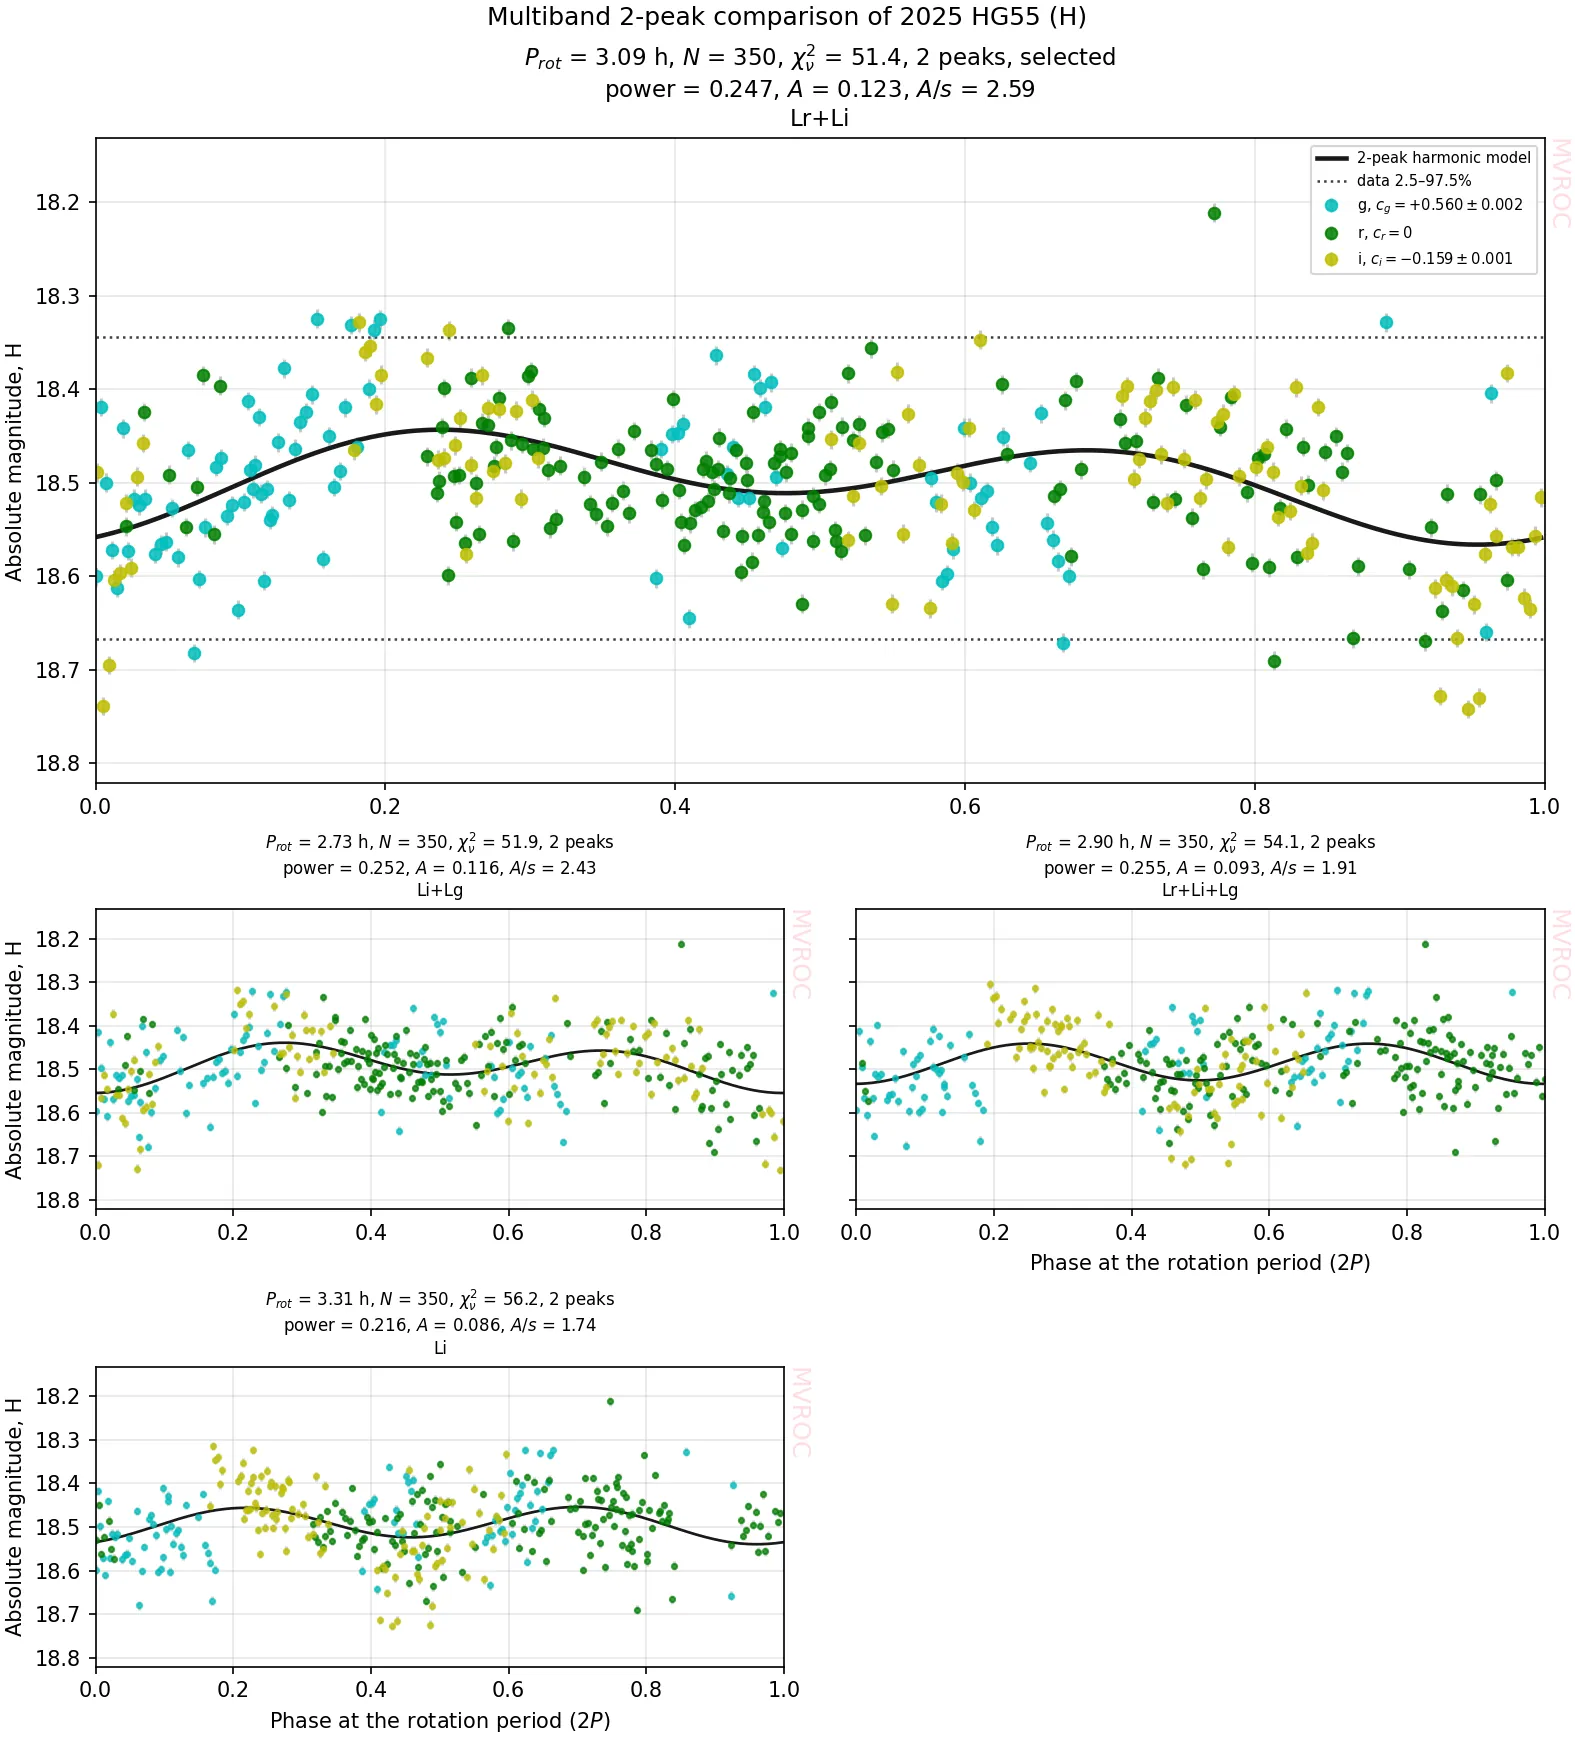 Multiband 2-peak comparison of 2025 HG55 (H)
P_rot = 3.09 h, N = 350, χ²_ν = 51.4, 2 peaks, selected
power = 0.247, A = 0.123, A/s = 2.59
Lr+Li
MVROC
2-peak harmonic model
data 2.5–97.5%
g, c_g = +0.560 ± 0.002
r, c_r = 0
i, c_i = −0.159 ± 0.001
Absolute magnitude, H
18.2
18.3
18.4
18.5
18.6
18.7
18.8
0.0 0.2 0.4 0.6 0.8 1.0
P_rot = 2.73 h, N = 350, χ²_ν = 51.9, 2 peaks
power = 0.252, A = 0.116, A/s = 2.43
Li+Lg
MVROC
Absolute magnitude, H
18.2
18.3
18.4
18.5
18.6
18.7
18.8
0.0 0.2 0.4 0.6 0.8 1.0
P_rot = 2.90 h, N = 350, χ²_ν = 54.1, 2 peaks
power = 0.255, A = 0.093, A/s = 1.91
Lr+Li+Lg
MVROC
0.0 0.2 0.4 0.6 0.8 1.0
Phase at the rotation period (2P)
P_rot = 3.31 h, N = 350, χ²_ν = 56.2, 2 peaks
power = 0.216, A = 0.086, A/s = 1.74
Li
MVROC
Absolute magnitude, H
18.2
18.3
18.4
18.5
18.6
18.7
18.8
0.0 0.2 0.4 0.6 0.8 1.0
Phase at the rotation period (2P)